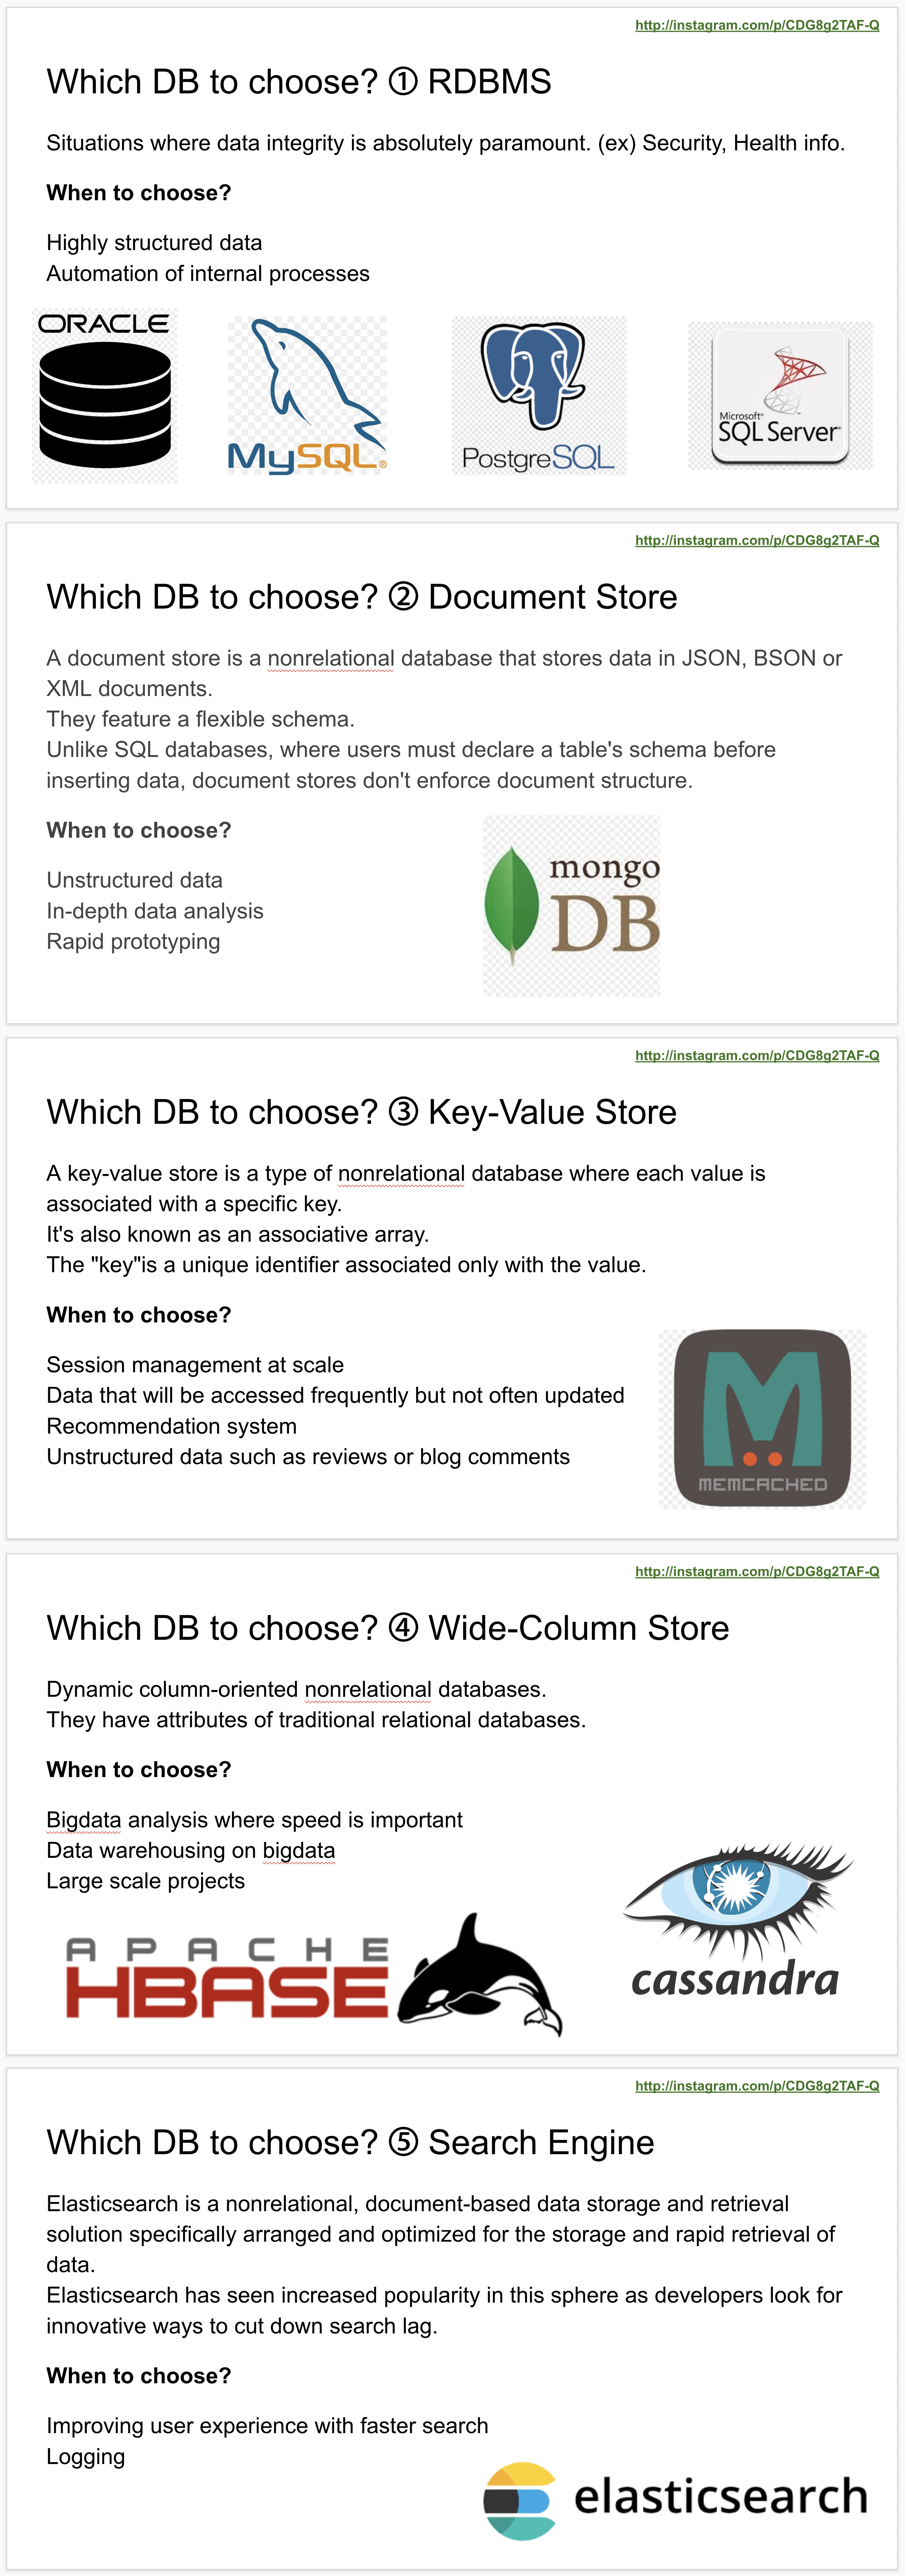 http://instagram.com/p/CDG8g2TAF-Q
Which DB to choose? ① RDBMS
Situations where data integrity is absolutely paramount. (ex) Security, Health info.
When to choose?
Highly structured data
Automation of internal processes
ORACLE
MySQL®
PostgreSQL
Microsoft®
SQL Server®
http://instagram.com/p/CDG8g2TAF-Q
Which DB to choose? ② Document Store
A document store is a nonrelational database that stores data in JSON, BSON or
XML documents.
They feature a flexible schema.
Unlike SQL databases, where users must declare a table's schema before
inserting data, document stores don't enforce document structure.
When to choose?
Unstructured data
In-depth data analysis
Rapid prototyping
mongo
DB
http://instagram.com/p/CDG8g2TAF-Q
Which DB to choose? ③ Key-Value Store
A key-value store is a type of nonrelational database where each value is
associated with a specific key.
It's also known as an associative array.
The "key"is a unique identifier associated only with the value.
When to choose?
Session management at scale
Data that will be accessed frequently but not often updated
Recommendation system
Unstructured data such as reviews or blog comments
MEMCACHED
http://instagram.com/p/CDG8g2TAF-Q
Which DB to choose? ④ Wide-Column Store
Dynamic column-oriented nonrelational databases.
They have attributes of traditional relational databases.
When to choose?
Bigdata analysis where speed is important
Data warehousing on bigdata
Large scale projects
APACHE
HBASE
cassandra
http://instagram.com/p/CDG8g2TAF-Q
Which DB to choose? ⑤ Search Engine
Elasticsearch is a nonrelational, document-based data storage and retrieval
solution specifically arranged and optimized for the storage and rapid retrieval of
data.
Elasticsearch has seen increased popularity in this sphere as developers look for
innovative ways to cut down search lag.
When to choose?
Improving user experience with faster search
Logging
elasticsearch